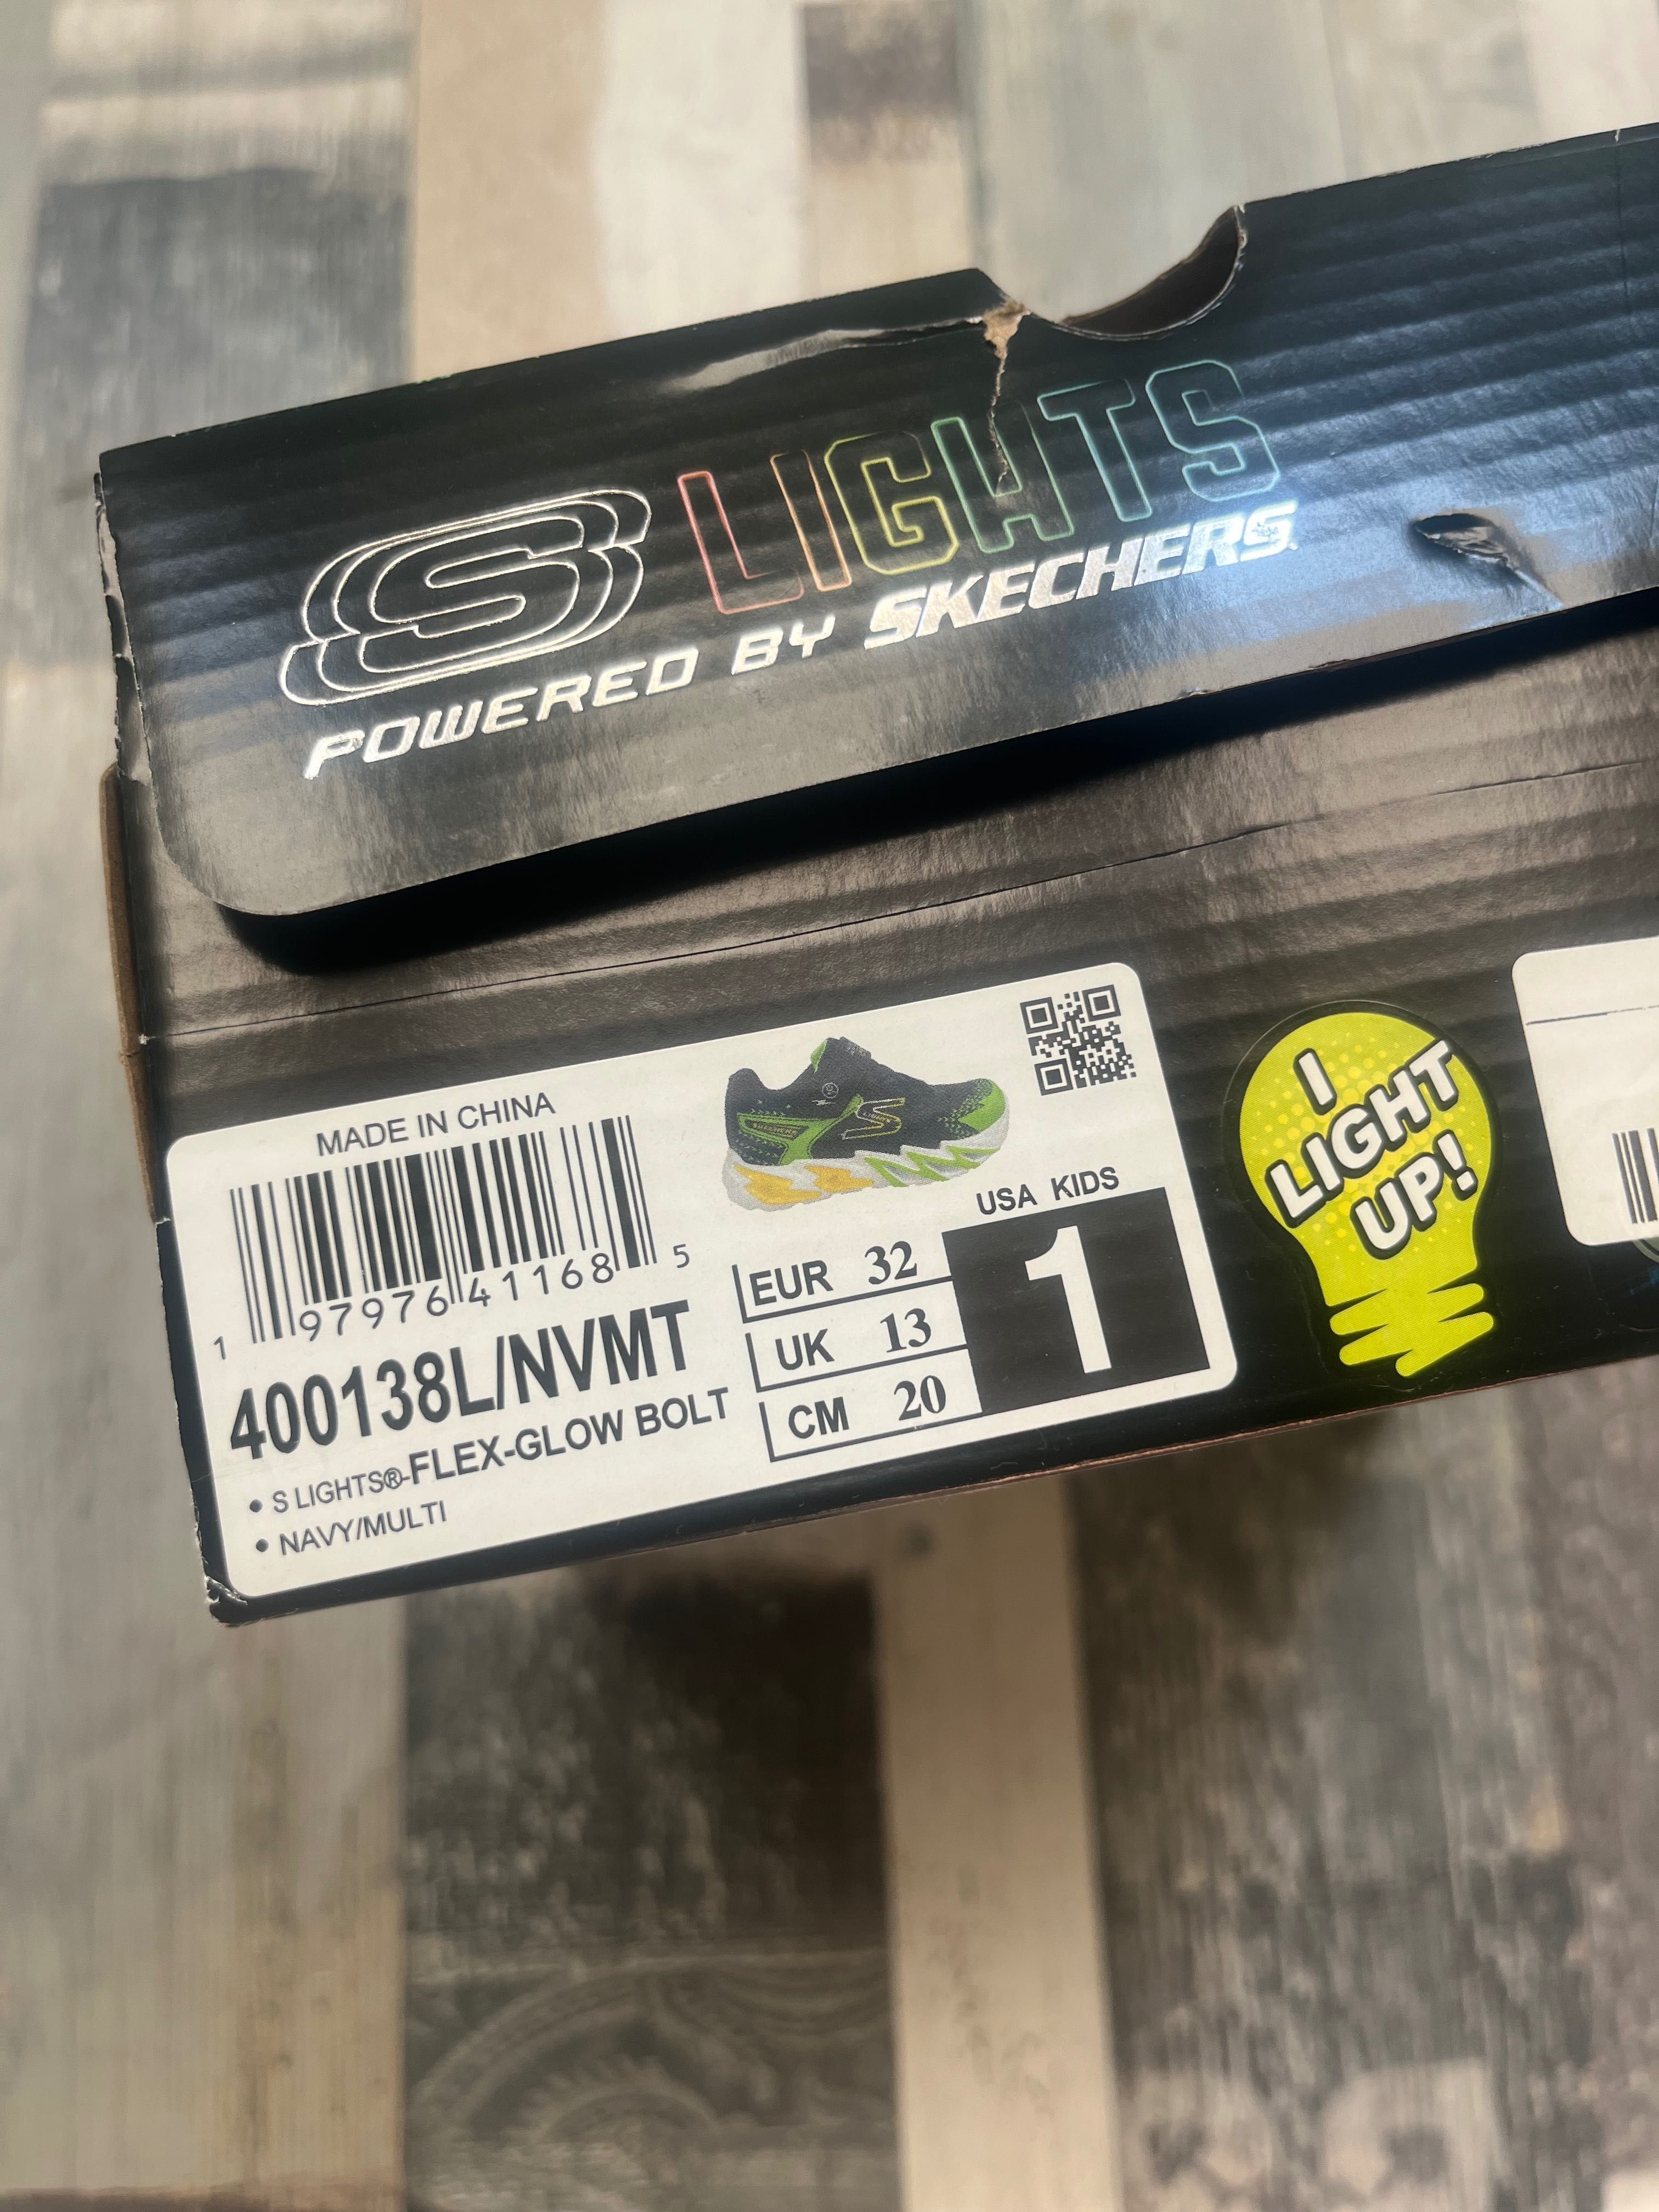 S LIGHTS
POWERED BY SKECHERS
MADE IN CHINA
1 97976 41168 5
400138L/NVMT
• S LIGHTS®-FLEX-GLOW BOLT
• NAVY/MULTI
EUR 32
UK 13
CM 20
USA KIDS
1
I
LIGHT
UP!